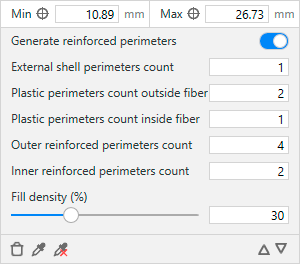 Min 10.89 mm Max 26.73 mm
Generate reinforced perimeters
External shell perimeters count 1
Plastic perimeters count outside fiber 2
Plastic perimeters count inside fiber 1
Outer reinforced perimeters count 4
Inner reinforced perimeters count 2
Fill density (%)
30